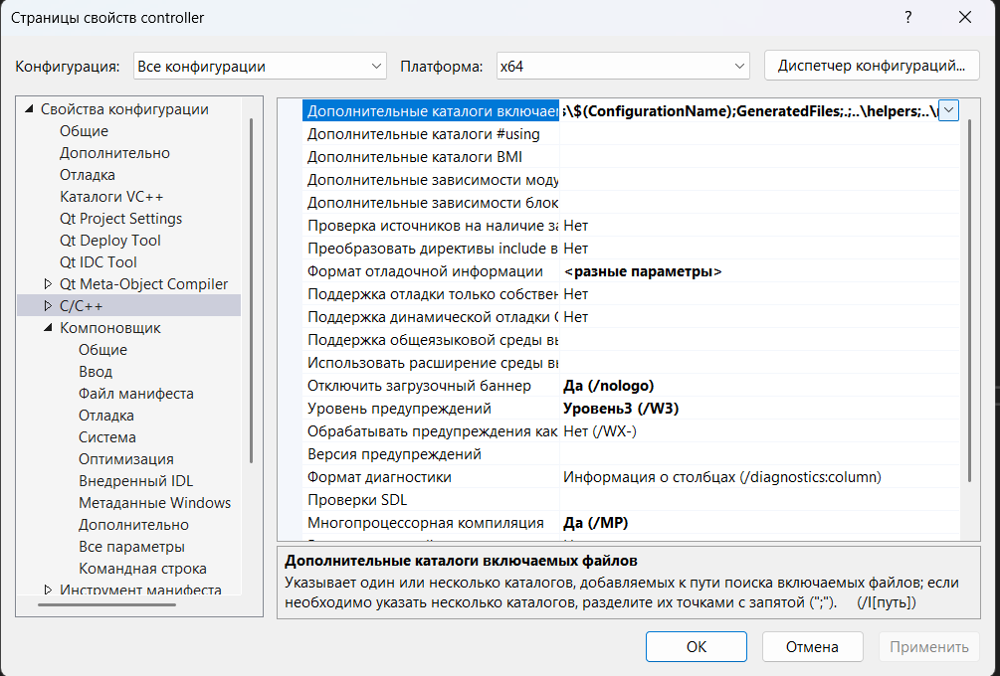 Страницы свойств controller
?
Конфигурация: Все конфигурации Платформа: x64 Диспетчер конфигураций...
Свойства конфигурации
Общие
Дополнительно
Отладка
Каталоги VC++
Qt Project Settings
Qt Deploy Tool
Qt IDC Tool
Qt Meta-Object Compiler
C/C++
Компоновщик
Общие
Ввод
Файл манифеста
Отладка
Система
Оптимизация
Внедренный IDL
Метаданные Windows
Дополнительно
Все параметры
Командная строка
Инструмент манифеста
Дополнительные каталоги включаем \$(ConfigurationName);GeneratedFiles;.;..\helpers;..\
Дополнительные каталоги #using
Дополнительные каталоги BMI
Дополнительные зависимости моду
Дополнительные зависимости блок
Проверка источников на наличие за Нет
Преобразовать директивы include в Нет
Формат отладочной информации <разные параметры>
Поддержка отладки только собствен Нет
Поддержка динамической отладки Нет
Поддержка общеязыковой среды вы
Использовать расширение среды вы
Отключить загрузочный баннер Да (/nologo)
Уровень предупреждений Уровень3 (/W3)
Обрабатывать предупреждения как Нет (/WX-)
Версия предупреждений
Формат диагностики Информация о столбцах (/diagnostics:column)
Проверки SDL
Многопроцессорная компиляция Да (/MP)
Дополнительные каталоги включаемых файлов
Указывает один или несколько каталогов, добавляемых к пути поиска включаемых файлов; если
необходимо указать несколько каталогов, разделите их точками с запятой (";"). (/I[путь])
ОК Отмена Применить